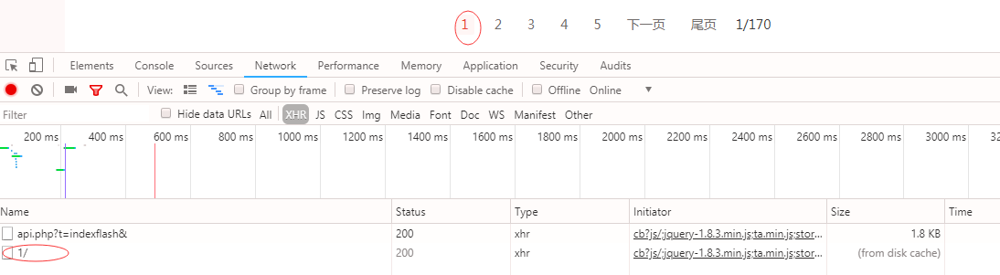 1 2 3 4 5 下一页 尾页 1/170
Elements Console Sources Network Performance Memory Application Security Audits
View: Group by frame Preserve log Disable cache Offline Online
Filter Hide data URLs All XHR JS CSS Img Media Font Doc WS Manifest Other
200 ms 400 ms 600 ms 800 ms 1000 ms 1200 ms 1400 ms 1600 ms 1800 ms 2000 ms 2200 ms 2400 ms 2600 ms 2800 ms 3000 ms 32
Name Status Type Initiator Size Time
api.php?t=indexflash& 200 xhr cb?js/:jquery-1.8.3.min.js;ta.min.js;stor... 1.8 KB
1/ 200 xhr cb?js/:jquery-1.8.3.min.js;ta.min.js;stor... (from disk cache)